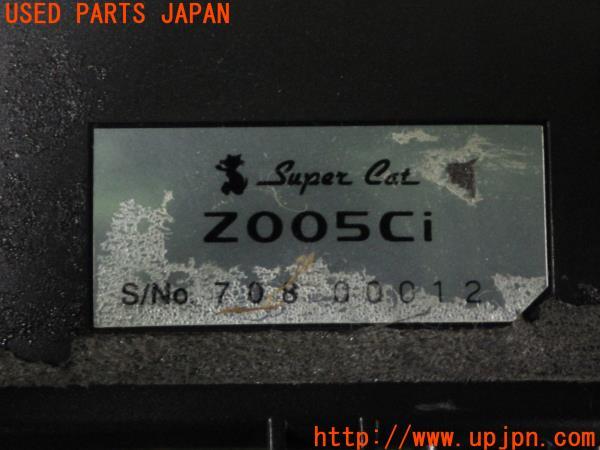 USED PARTS JAPAN
Super Cat
Z005Ci
S/No. 708 00012
http://www.upjpn.com/